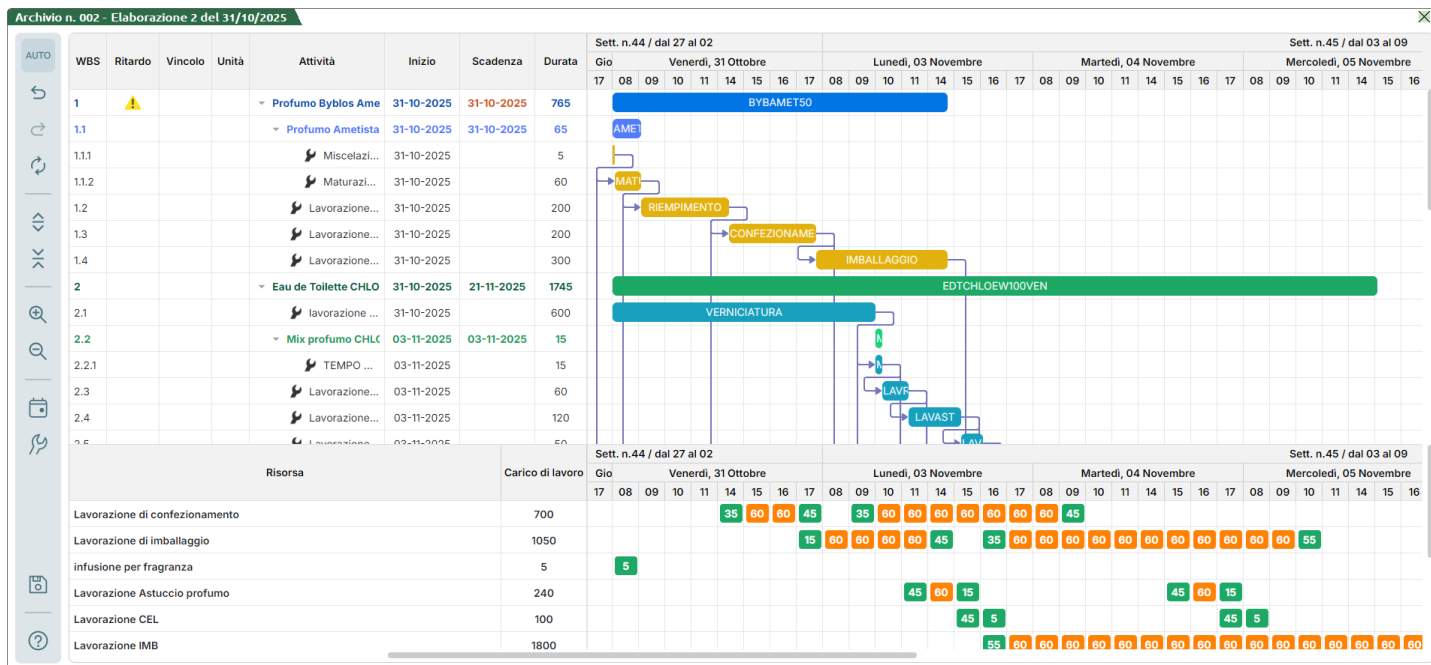 Archivio n. 002 - Elaborazione 2 del 31/10/2025
AUTO
WBS Ritardo Vincolo Unità Attività Inizio Scadenza Durata
Sett. n.44 / dal 27 al 02 Sett. n.45 / dal 03 al 09
Gio Venerdì, 31 Ottobre Lunedì, 03 Novembre Martedì, 04 Novembre Mercoledì, 05 Novembre
17 08 09 10 11 14 15 16 17 08 09 10 11 14 15 16 17 08 09 10 11 14 15 16 17 08 09 10 11 14 15 16
1 Profumo Byblos Ame 31-10-2025 31-10-2025 765 BYBAMET50
1.1 Profumo Ametista 31-10-2025 31-10-2025 65 AMET
1.1.1 Miscelazi... 31-10-2025 5
1.1.2 Maturazi... 31-10-2025 60 MATU
1.2 Lavorazione... 31-10-2025 200 RIEMPIMENTO
1.3 Lavorazione... 31-10-2025 200 CONFEZIONAME
1.4 Lavorazione... 31-10-2025 300 IMBALLAGGIO
2 Eau de Toilette CHLO 31-10-2025 21-11-2025 1745 EDTCHLOEW100VEN
2.1 lavorazione ... 31-10-2025 600 VERNICIATURA
2.2 Mix profumo CHLO 03-11-2025 03-11-2025 15 M
2.2.1 TEMPO ... 03-11-2025 15 M
2.3 Lavorazione... 03-11-2025 60 LAVR
2.4 Lavorazione... 03-11-2025 120 LAVAST
2.5 Lavorazione... 03-11-2025 50 LAV
Risorsa Carico di lavoro
Sett. n.44 / dal 27 al 02 Sett. n.45 / dal 03 al 09
Gio Venerdì, 31 Ottobre Lunedì, 03 Novembre Martedì, 04 Novembre Mercoledì, 05 Novembre
17 08 09 10 11 14 15 16 17 08 09 10 11 14 15 16 17 08 09 10 11 14 15 16 17 08 09 10 11 14 15 16
Lavorazione di confezionamento 700 35 60 60 45 35 60 60 60 60 60 60 60 45
Lavorazione di imballaggio 1050 15 60 60 60 60 45 35 60 60 60 60 60 60 60 60 60 60 60 55
infusione per fragranza 5 5
Lavorazione Astuccio profumo 240 45 60 15 45 60 15
Lavorazione CEL 100 45 5 45 5
Lavorazione IMB 1800 55 60 60 60 60 60 60 60 60 60 60 60 60 60 60 60 60